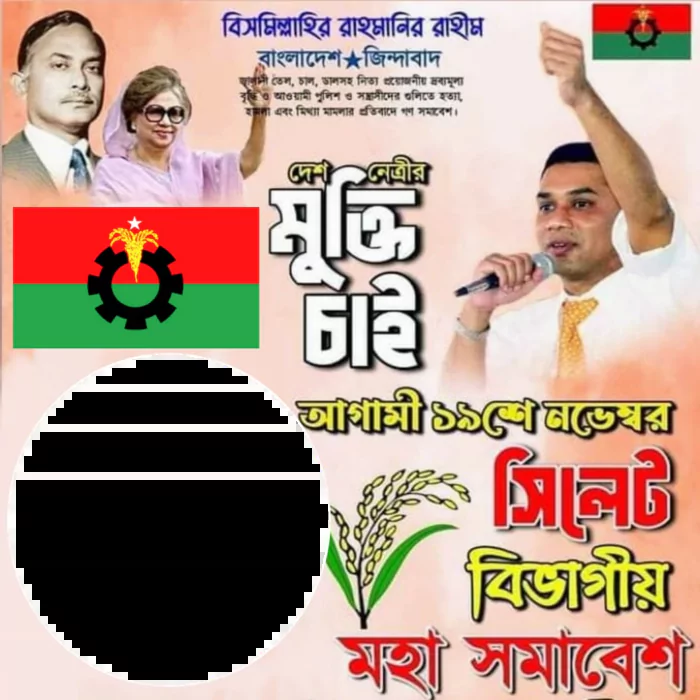 বিসমিল্লাহির রাহমানির রাহীম
বাংলাদেশ★জিন্দাবাদ
জ্বালানী তেল, চাল, ডালসহ নিত্য প্রয়োজনীয় দ্রব্যমূল্য
বৃদ্ধি ও আওয়ামী পুলিশ ও সন্ত্রাসীদের গুলিতে হত্যা,
হামলা এবং মিথ্যা মামলার প্রতিবাদে গণ সমাবেশ।
দেশ নেত্রীর
মুক্তি
চাই
আগামী ১৯শে নভেম্বর
সিলেট
বিভাগীয়
মহা সমাবেশ